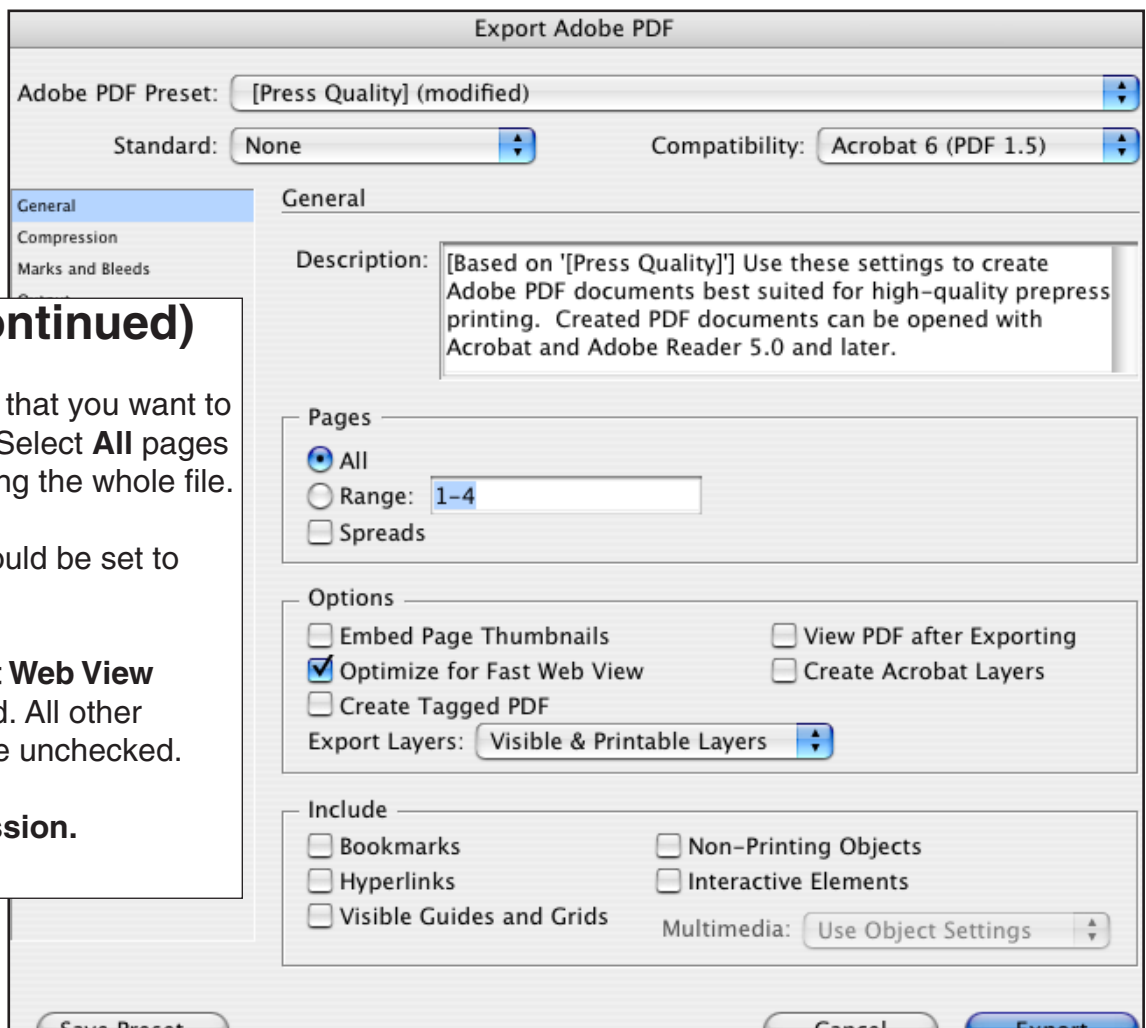 Export Adobe PDF
Adobe PDF Preset: [Press Quality] (modified)
Standard: None Compatibility: Acrobat 6 (PDF 1.5)
General
Compression
Marks and Bleeds
General
Description: [Based on '[Press Quality]'] Use these settings to create
Adobe PDF documents best suited for high-quality prepress
printing. Created PDF documents can be opened with
Acrobat and Adobe Reader 5.0 and later.
ontinued)
that you want to
Select All pages
ng the whole file.
ould be set to
t Web View
d. All other
e unchecked.
ssion.
Pages
All
Range: 1-4
Spreads
Options
Embed Page Thumbnails View PDF after Exporting
Optimize for Fast Web View Create Acrobat Layers
Create Tagged PDF
Export Layers: Visible & Printable Layers
Include
Bookmarks Non-Printing Objects
Hyperlinks Interactive Elements
Visible Guides and Grids Multimedia: Use Object Settings
Save Preset... Cancel Export